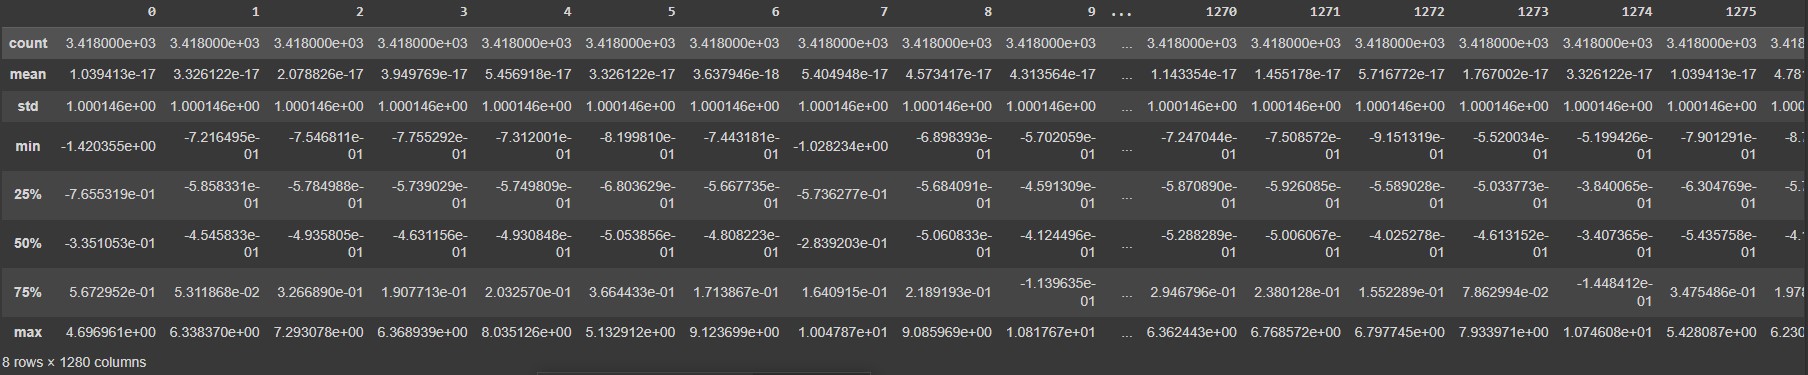 0 1 2 3 4 5 6 7 8 9 ... 1270 1271 1272 1273 1274 1275
count 3.418000e+03 3.418000e+03 3.418000e+03 3.418000e+03 3.418000e+03 3.418000e+03 3.418000e+03 3.418000e+03 3.418000e+03 3.418000e+03 ... 3.418000e+03 3.418000e+03 3.418000e+03 3.418000e+03 3.418000e+03 3.418000e+03 3.418
mean 1.039413e-17 3.326122e-17 2.078826e-17 3.949769e-17 5.456918e-17 3.326122e-17 3.637946e-18 5.404948e-17 4.573417e-17 4.313564e-17 ... 1.143354e-17 1.455178e-17 5.716772e-17 1.767002e-17 3.326122e-17 1.039413e-17 4.781
std 1.000146e+00 1.000146e+00 1.000146e+00 1.000146e+00 1.000146e+00 1.000146e+00 1.000146e+00 1.000146e+00 1.000146e+00 1.000146e+00 ... 1.000146e+00 1.000146e+00 1.000146e+00 1.000146e+00 1.000146e+00 1.000146e+00 1.000
min -1.420355e+00 -7.216495e-01 -7.546811e-01 -7.755292e-01 -7.312001e-01 -8.199810e-01 -7.443181e-01 -1.028234e+00 -6.898393e-01 -5.702059e-01 ... -7.247044e-01 -7.508572e-01 -9.151319e-01 -5.520034e-01 -5.199426e-01 -7.901291e-01 -8.7
25% -7.655319e-01 -5.858331e-01 -5.784988e-01 -5.739029e-01 -5.749809e-01 -6.803629e-01 -5.667735e-01 -5.736277e-01 -5.684091e-01 -4.591309e-01 ... -5.870890e-01 -5.926085e-01 -5.589028e-01 -5.033773e-01 -3.840065e-01 -6.304769e-01 -5.7
50% -3.351053e-01 -4.545833e-01 -4.935805e-01 -4.631156e-01 -4.930848e-01 -5.053856e-01 -4.808223e-01 -2.839203e-01 -5.060833e-01 -4.124496e-01 ... -5.288289e-01 -5.006067e-01 -4.025278e-01 -4.613152e-01 -3.407365e-01 -5.435758e-01 -4.
75% 5.672952e-01 5.311868e-02 3.266890e-01 1.907713e-01 2.032570e-01 3.664433e-01 1.713867e-01 1.640915e-01 2.189193e-01 -1.139635e-01 ... 2.946796e-01 2.380128e-01 1.552289e-01 7.862994e-02 -1.448412e-01 3.475486e-01 1.978
max 4.696961e+00 6.338370e+00 7.293078e+00 6.368939e+00 8.035126e+00 5.132912e+00 9.123699e+00 1.004787e+01 9.085969e+00 1.081767e+01 ... 6.362443e+00 6.768572e+00 6.797745e+00 7.933971e+00 1.074608e+01 5.428087e+00 6.230
8 rows × 1280 columns